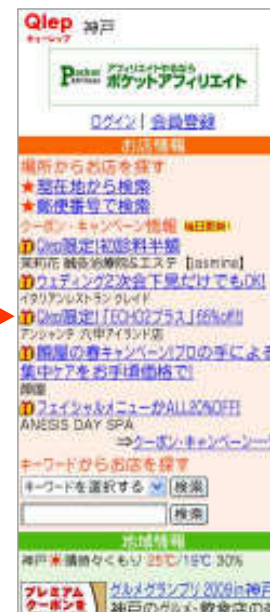 Qlep 神戸
キューレップ
Pocket アフィリエイトやるなら
ポケットアフィリエイト
ログイン | 会員登録
お店情報
場所からお店を探す
★現在地から検索
★郵便番号で検索
クーポン・キャンペーン情報 毎日更新!
Qlep限定!初診料半額
茉莉花 鍼灸治療院&エステ【jasmine】
ウェディング2次会下見だけでもOK!
イタリアンレストラン クレイド
Qlep限定!「ECHO2プラス」66%off!!
アンジャンテ 六甲アイランド店
の春キャンペーン!プロの手による
集中ケアをお手頃価格で!
フェイシャルメニューがALL20%OFF!
ANESIS DAY SPA
⇒クーポン・キャンペーン一
キーワードからお店を探す
キーワードを選択する 検索
検索
地域情報
神戸 晴時々くもり 25℃/19℃ 30%
プレミアム
クーポンを
グルメグランプリ 2009in神戸
神戸のグルメ・飲食店の